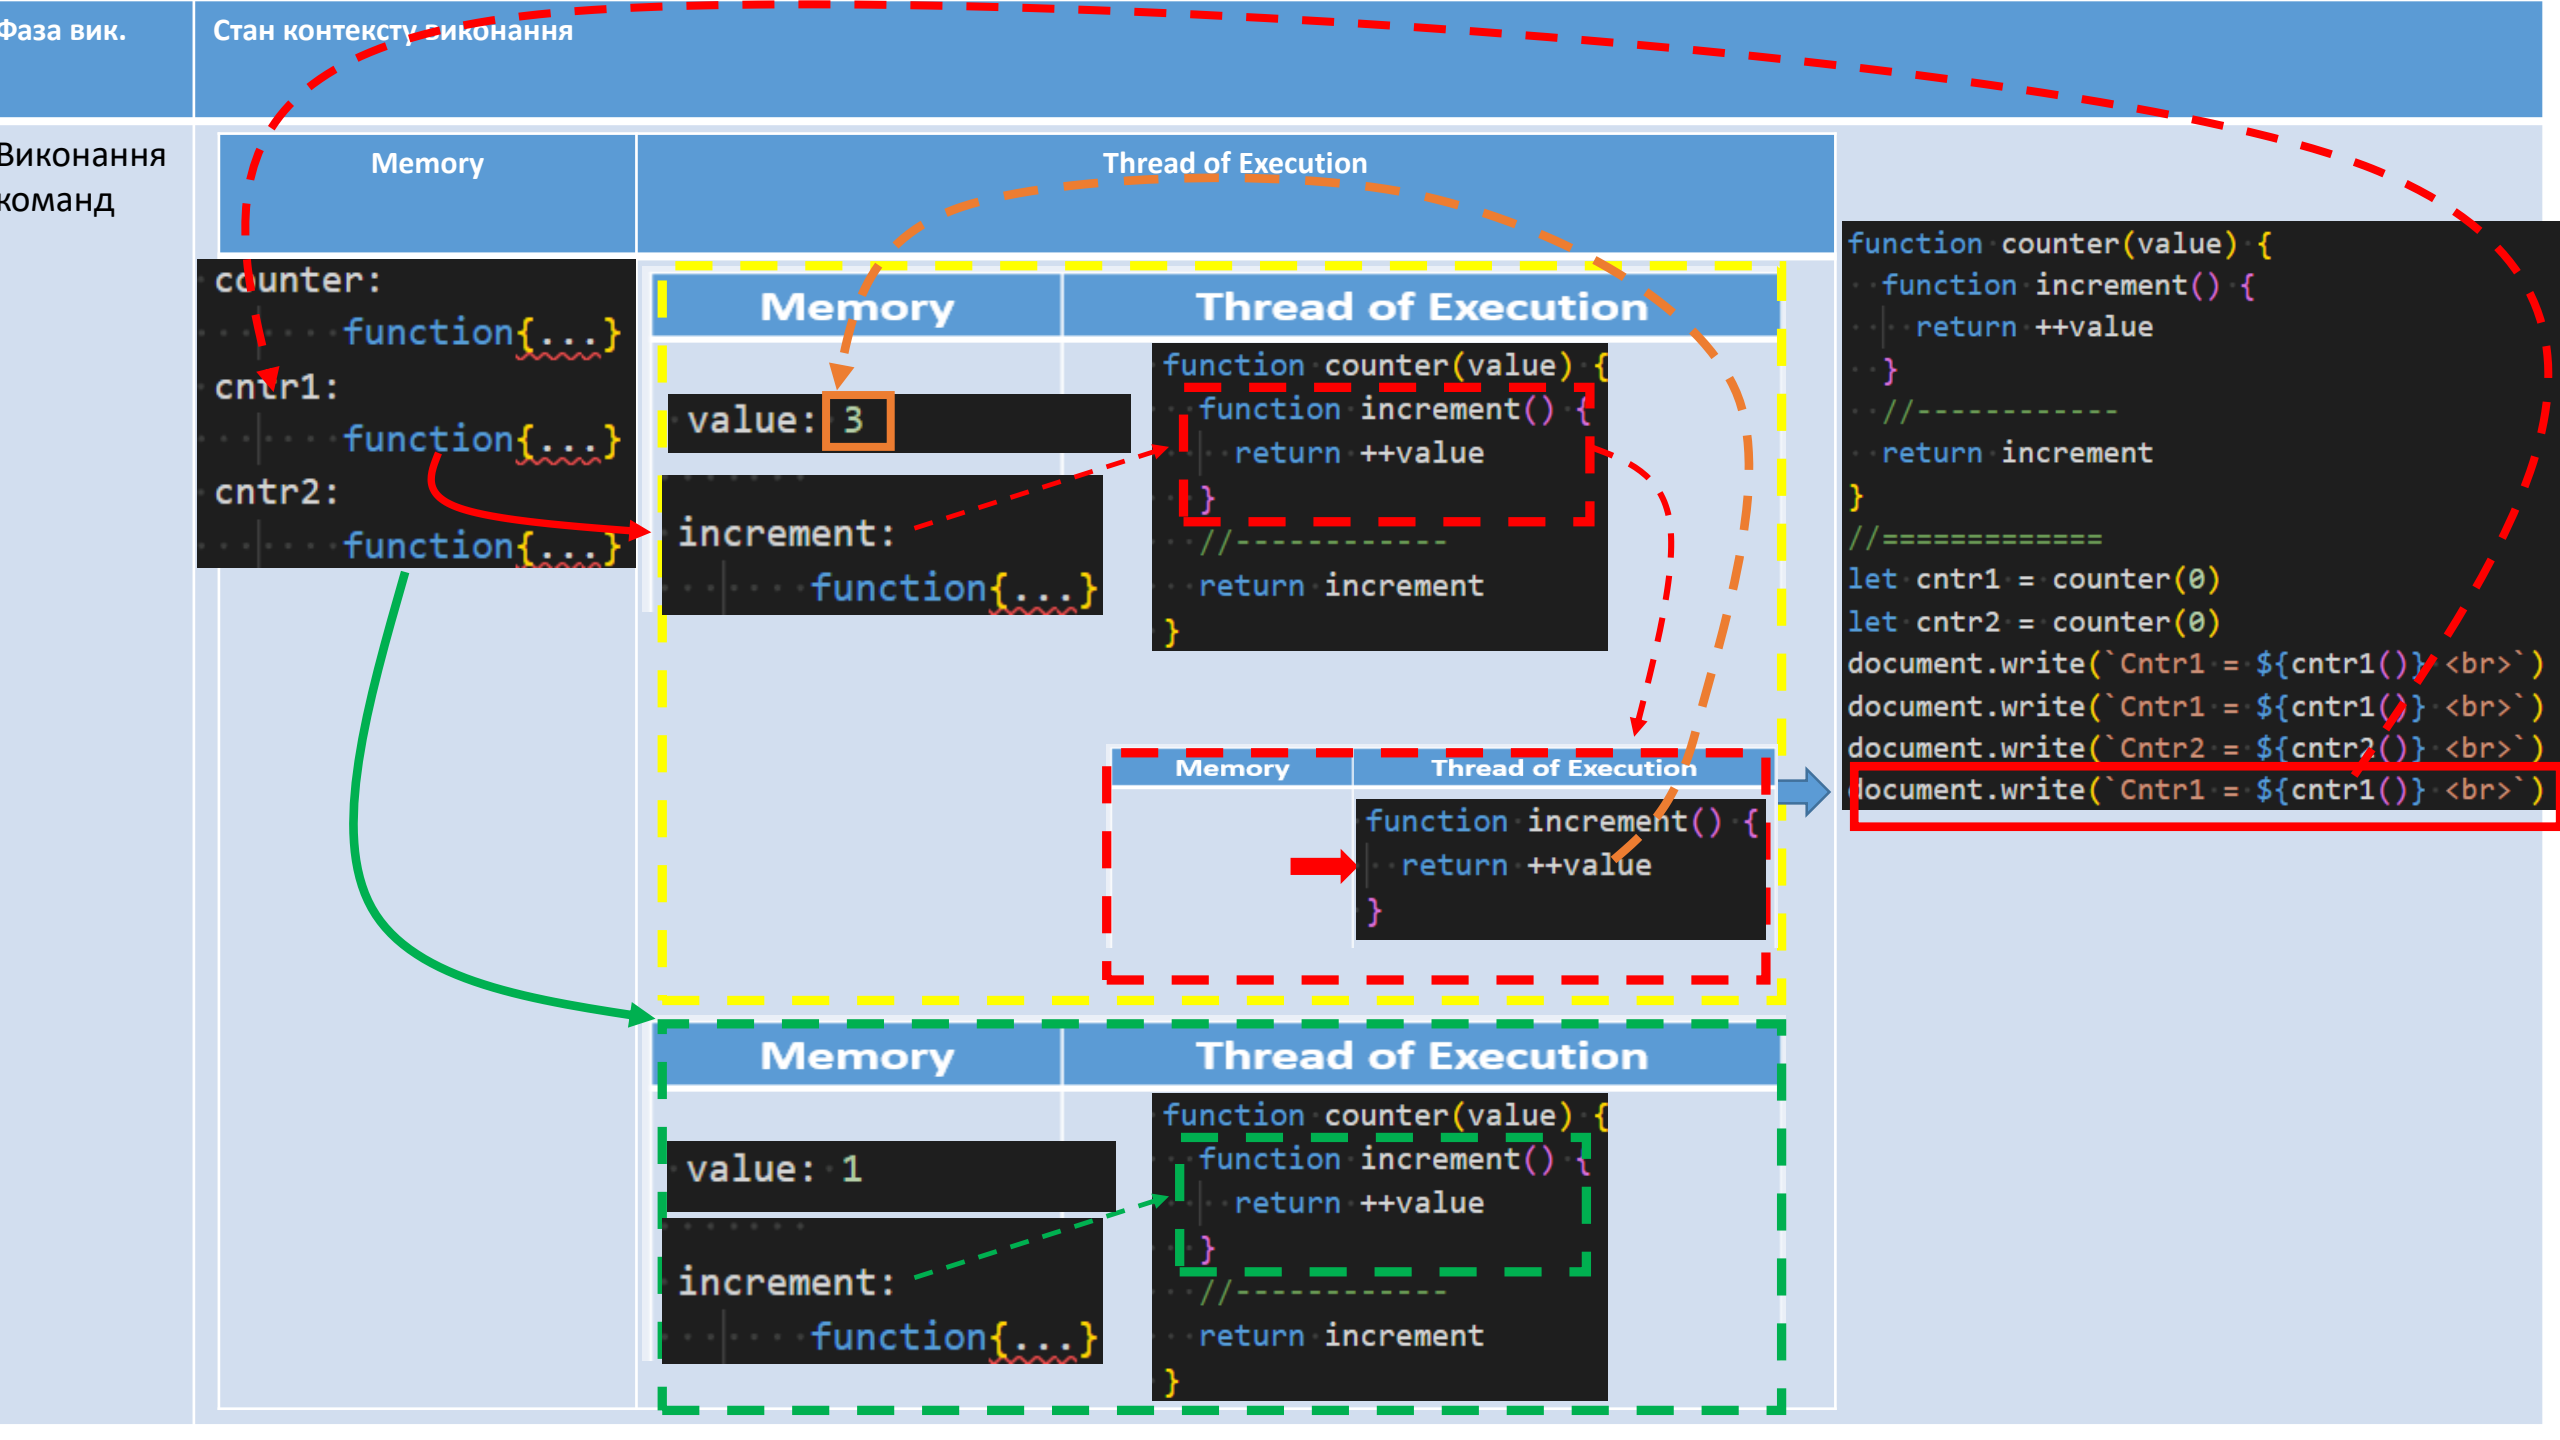 Фаза вик.
Стан контексту виконання
Виконання
команд
Memory
Thread of Execution
counter:
function{...}
cntr1:
function{...}
cntr2:
function{...}
Memory
Thread of Execution
value: 3
increment:
function{...}
function counter(value) {
function increment() {
return ++value
}
//------------
return increment
}
Memory
Thread of Execution
function increment() {
return ++value
}
Memory
Thread of Execution
value: 1
increment:
function{...}
function counter(value) {
function increment() {
return ++value
}
//------------
return increment
}
function counter(value) {
function increment() {
return ++value
}
//------------
return increment
}
//=============
let cntr1 = counter(0)
let cntr2 = counter(0)
document.write(`Cntr1 = ${cntr1()} <br>`)
document.write(`Cntr1 = ${cntr1()} <br>`)
document.write(`Cntr2 = ${cntr2()} <br>`)
document.write(`Cntr1 = ${cntr1()} <br>`)